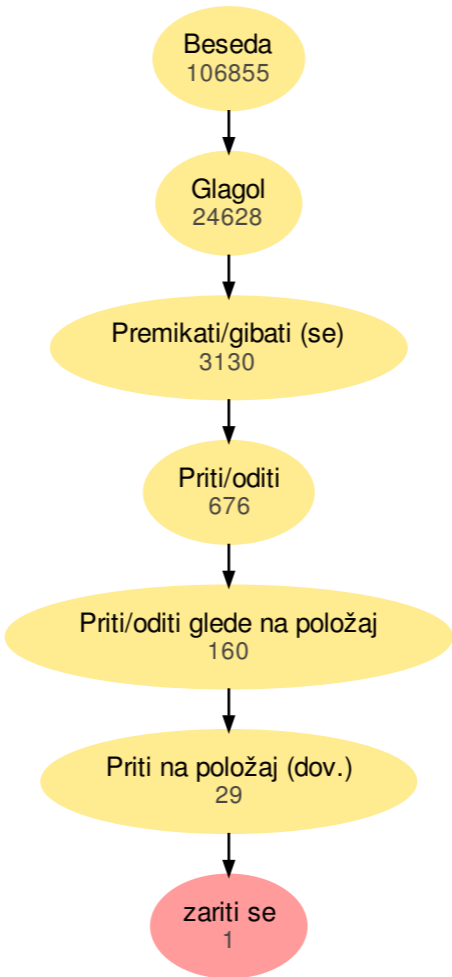 Beseda
106855
Glagol
24628
Premikati/gibati (se)
3130
Priti/oditi
676
Priti/oditi glede na položaj
160
Priti na položaj (dov.)
29
zariti se
1